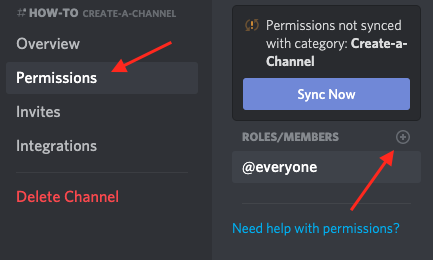 # HOW-TO CREATE-A-CHANNEL
Overview
Permissions
Invites
Integrations
Delete Channel
Permissions not synced
with category: Create-a-
Channel
Sync Now
ROLES/MEMBERS
@everyone
Need help with permissions?